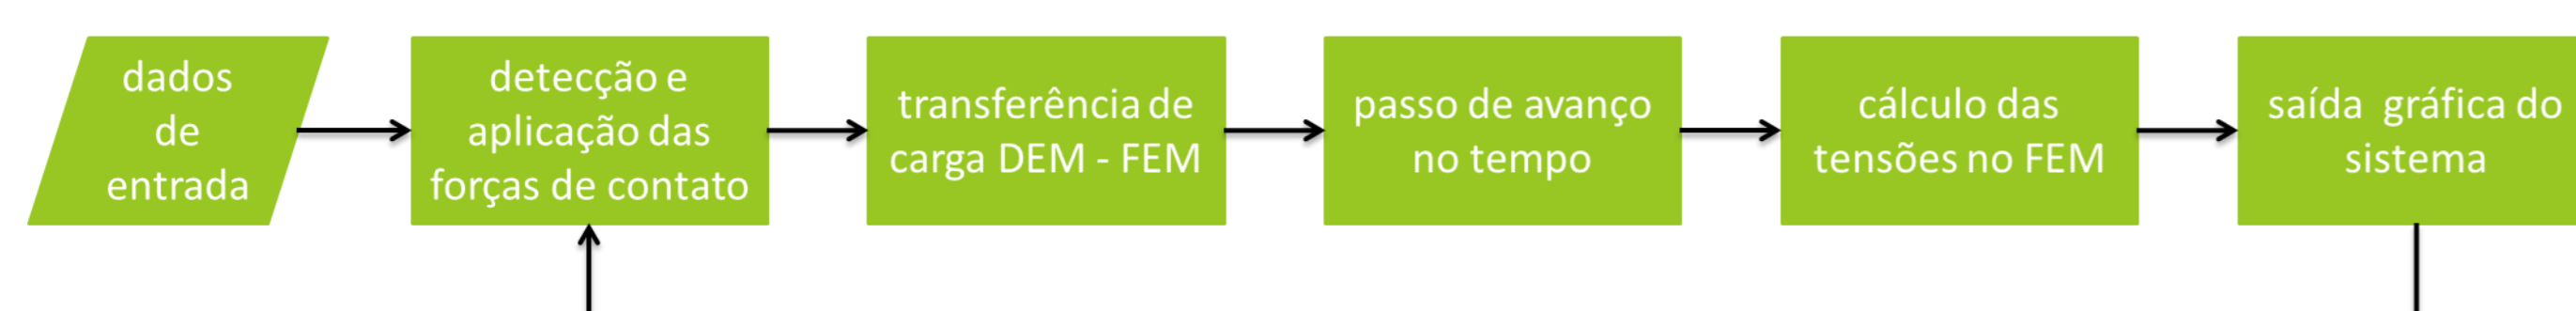 dados
de
entrada
detecção e
aplicação das
forças de contato
transferência de
carga DEM - FEM
passo de avanço
no tempo
cálculo das
tensões no FEM
saída gráfica do
sistema